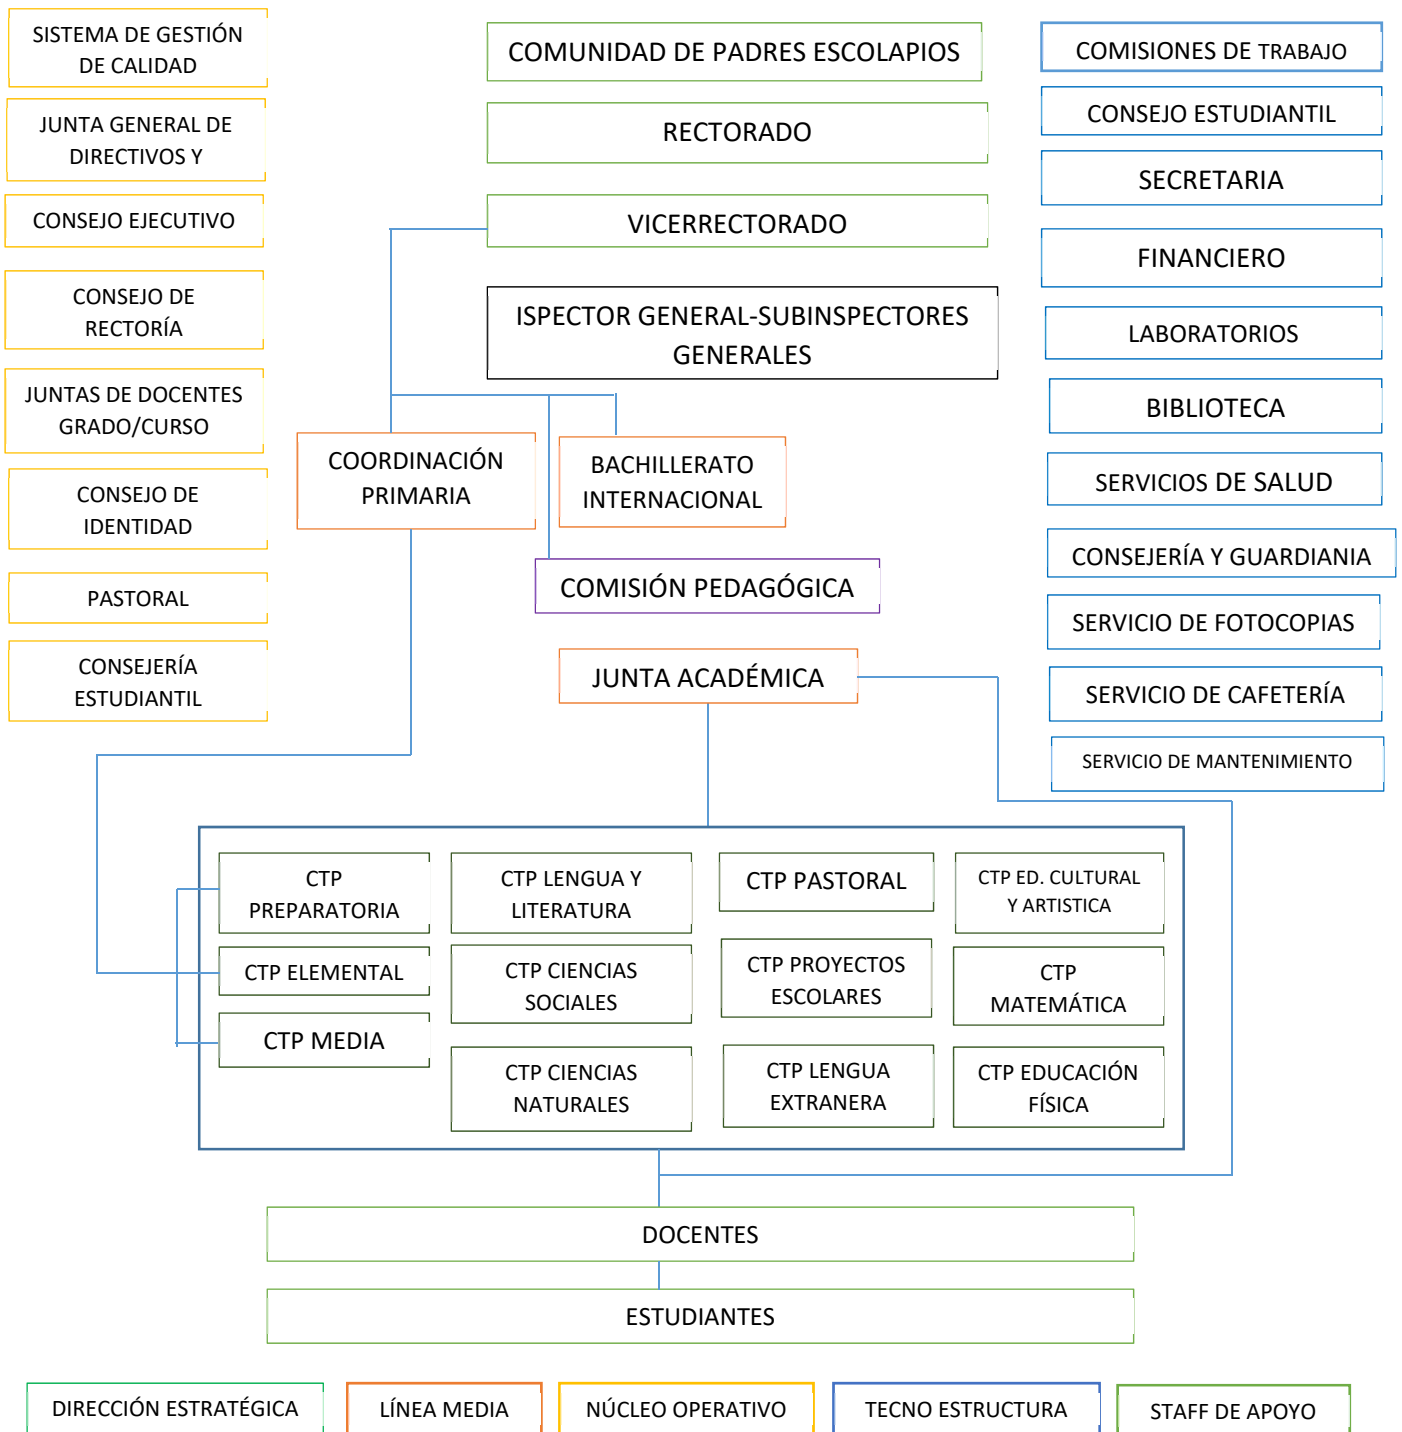 SISTEMA DE GESTIÓN
DE CALIDAD
JUNTA GENERAL DE
DIRECTIVOS Y
CONSEJO EJECUTIVO
CONSEJO DE
RECTORÍA
JUNTAS DE DOCENTES
GRADO/CURSO
CONSEJO DE
IDENTIDAD
PASTORAL
CONSEJERÍA
ESTUDIANTIL
COMUNIDAD DE PADRES ESCOLAPIOS
RECTORADO
VICERRECTORADO
ISPECTOR GENERAL-SUBINSPECTORES
GENERALES
COORDINACIÓN
PRIMARIA
BACHILLERATO
INTERNACIONAL
COMISIÓN PEDAGÓGICA
JUNTA ACADÉMICA
COMISIONES DE TRABAJO
CONSEJO ESTUDIANTIL
SECRETARIA
FINANCIERO
LABORATORIOS
BIBLIOTECA
SERVICIOS DE SALUD
CONSEJERÍA Y GUARDIANIA
SERVICIO DE FOTOCOPIAS
SERVICIO DE CAFETERÍA
SERVICIO DE MANTENIMIENTO
CTP
PREPARATORIA
CTP ELEMENTAL
CTP MEDIA
CTP LENGUA Y
LITERATURA
CTP CIENCIAS
SOCIALES
CTP CIENCIAS
NATURALES
CTP PASTORAL
CTP PROYECTOS
ESCOLARES
CTP LENGUA
EXTRANERA
CTP ED. CULTURAL
Y ARTISTICA
CTP
MATEMÁTICA
CTP EDUCACIÓN
FÍSICA
DOCENTES
ESTUDIANTES
DIRECCIÓN ESTRATÉGICA
LÍNEA MEDIA
NÚCLEO OPERATIVO
TECNO ESTRUCTURA
STAFF DE APOYO